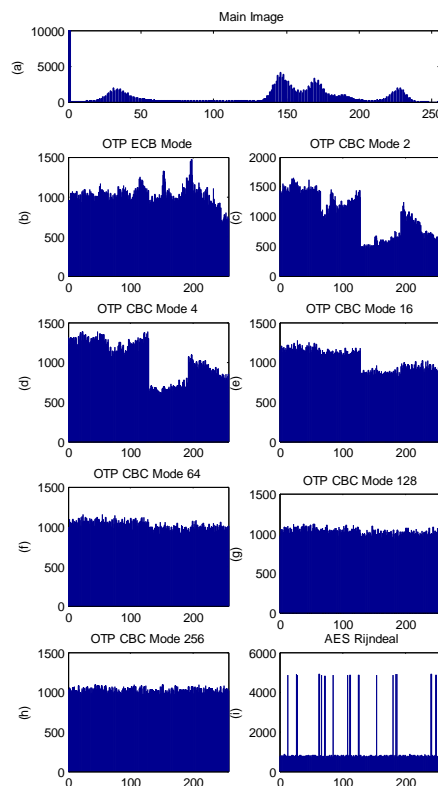 Main Image
10000
5000
0
0 50 100 150 200 250
(a)
OTP ECB Mode
1500
1000
500
0
0 100 200
(b)
OTP CBC Mode 2
2000
1500
1000
500
0
0 100 200
(c)
OTP CBC Mode 4
1500
1000
500
0
0 100 200
(d)
OTP CBC Mode 16
1500
1000
500
0
0 100 200
(e)
OTP CBC Mode 64
1500
1000
500
0
0 100 200
(f)
OTP CBC Mode 128
1500
1000
500
0
0 100 200
(g)
OTP CBC Mode 256
1500
1000
500
0
0 100 200
(h)
AES Rijndeal
6000
4000
2000
0
0 100 200
(i)